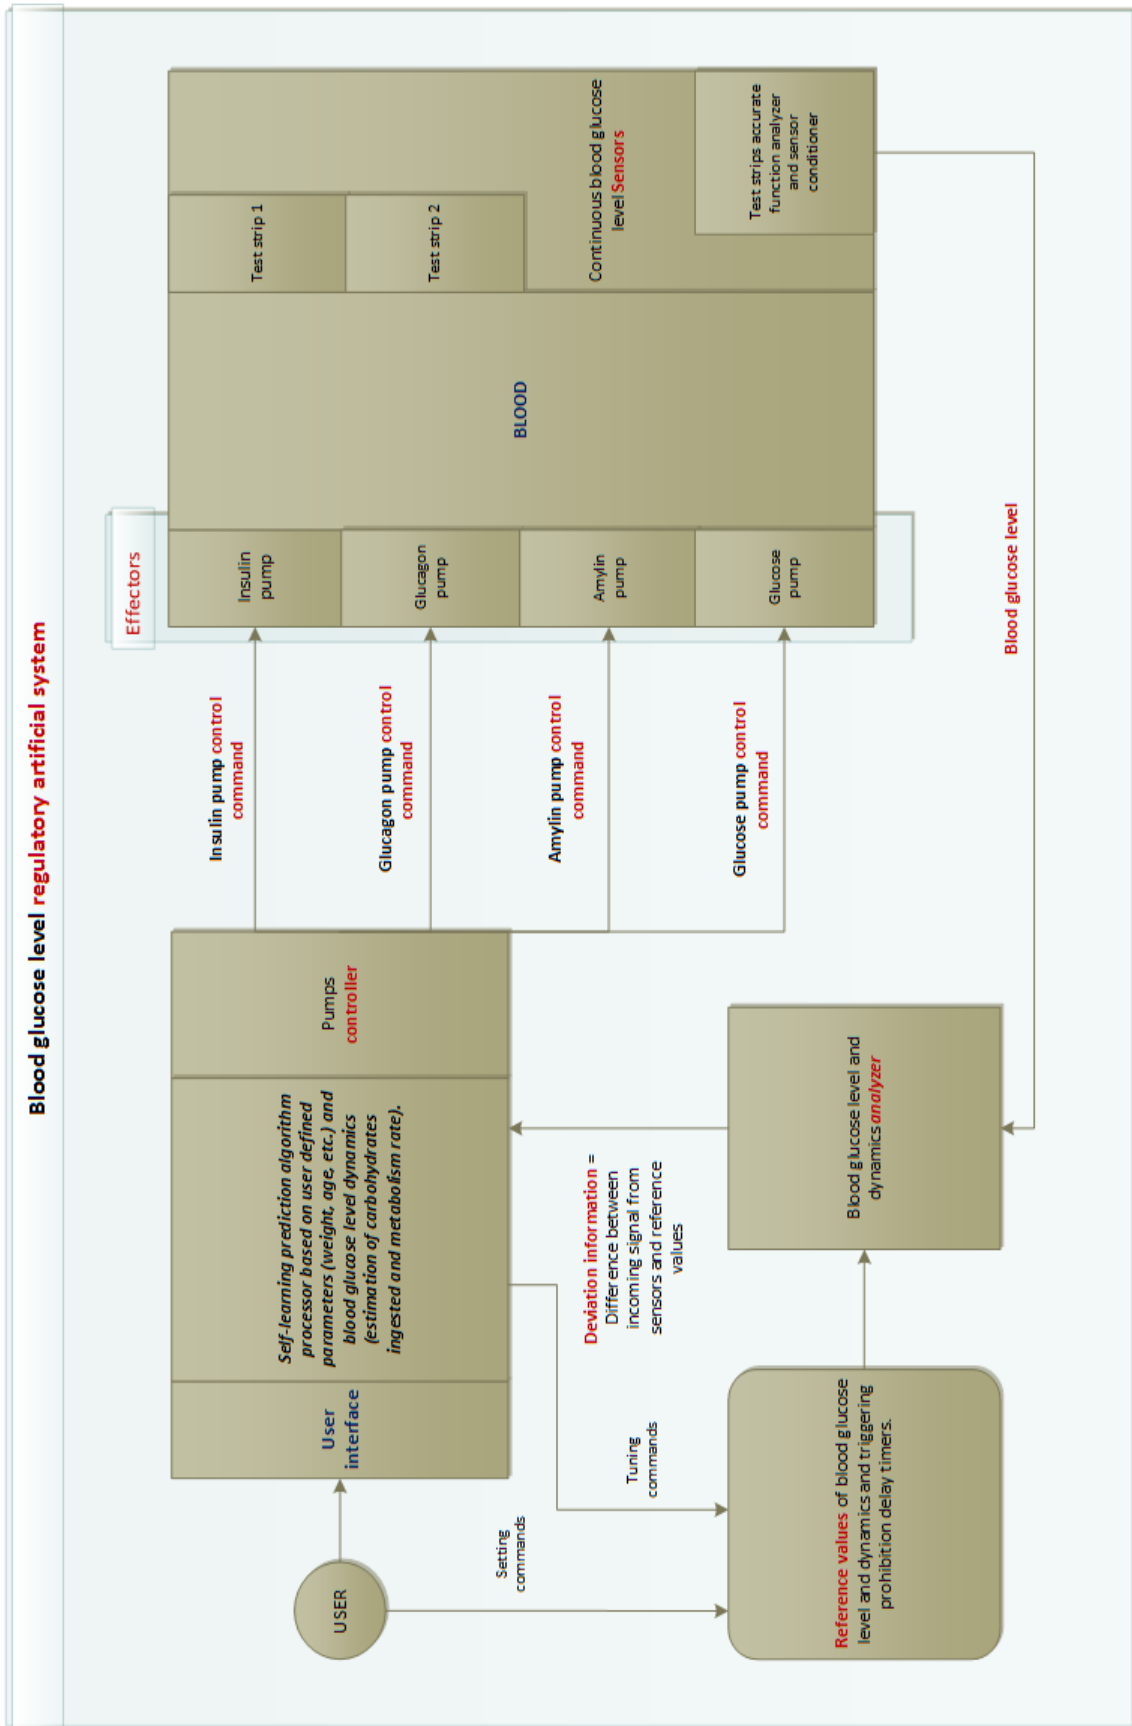 Blood glucose level regulatory artificial system
USER
Setting
commands
User
interface
Self-learning prediction algorithm
processor based on user defined
parameters (weight, age, etc.) and
blood glucose level dynamics
(estimation of carbohydrates
ingested and metabolism rate).
Pumps
controller
Tuning
commands
Reference values of blood glucose
level and dynamics and triggering
prohibition delay timers.
Deviation information =
Difference between
incoming signal from
sensors and reference
values
Blood glucose level and
dynamics analyzer
Insulin pump control
command
Glucagon pump control
command
Amylin pump control
command
Glucose pump control
command
Effectors
Insulin
pump
Glucagon
pump
Amylin
pump
Glucose
pump
BLOOD
Test strip 1
Test strip 2
Continuous blood glucose
level Sensors
Test strips accurate
function analyzer
and sensor
conditioner
Blood glucose level